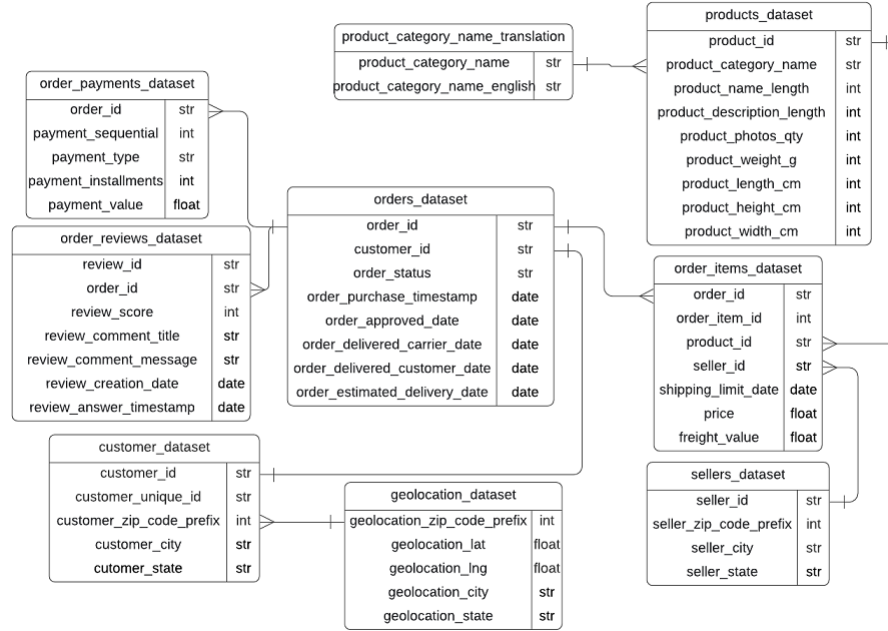 product_category_name_translation
product_category_name str
product_category_name_english str
products_dataset
product_id str
product_category_name str
product_name_length int
product_description_length int
product_photos_qty int
product_weight_g int
product_length_cm int
product_height_cm int
product_width_cm int
order_payments_dataset
order_id str
payment_sequential int
payment_type str
payment_installments int
payment_value float
orders_dataset
order_id str
customer_id str
order_status str
order_purchase_timestamp date
order_approved_date date
order_delivered_carrier_date date
order_delivered_customer_date date
order_estimated_delivery_date date
order_reviews_dataset
review_id str
order_id str
review_score int
review_comment_title str
review_comment_message str
review_creation_date date
review_answer_timestamp date
order_items_dataset
order_id str
order_item_id int
product_id str
seller_id str
shipping_limit_date date
price float
freight_value float
customer_dataset
customer_id str
customer_unique_id str
customer_zip_code_prefix int
customer_city str
cutomer_state str
geolocation_dataset
geolocation_zip_code_prefix int
geolocation_lat float
geolocation_lng float
geolocation_city str
geolocation_state str
sellers_dataset
seller_id str
seller_zip_code_prefix int
seller_city str
seller_state str